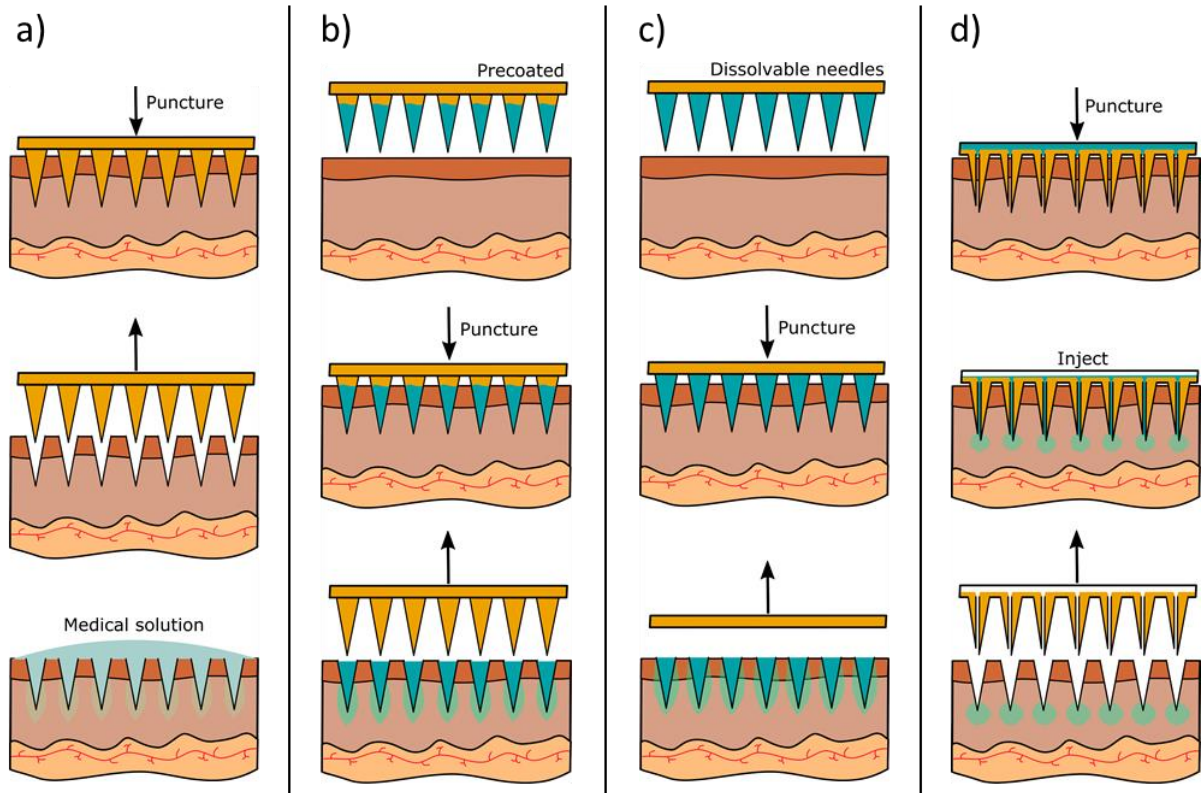 a)
Puncture
Medical solution
b)
Precoated
Puncture
c)
Dissolvable needles
Puncture
d)
Puncture
Inject